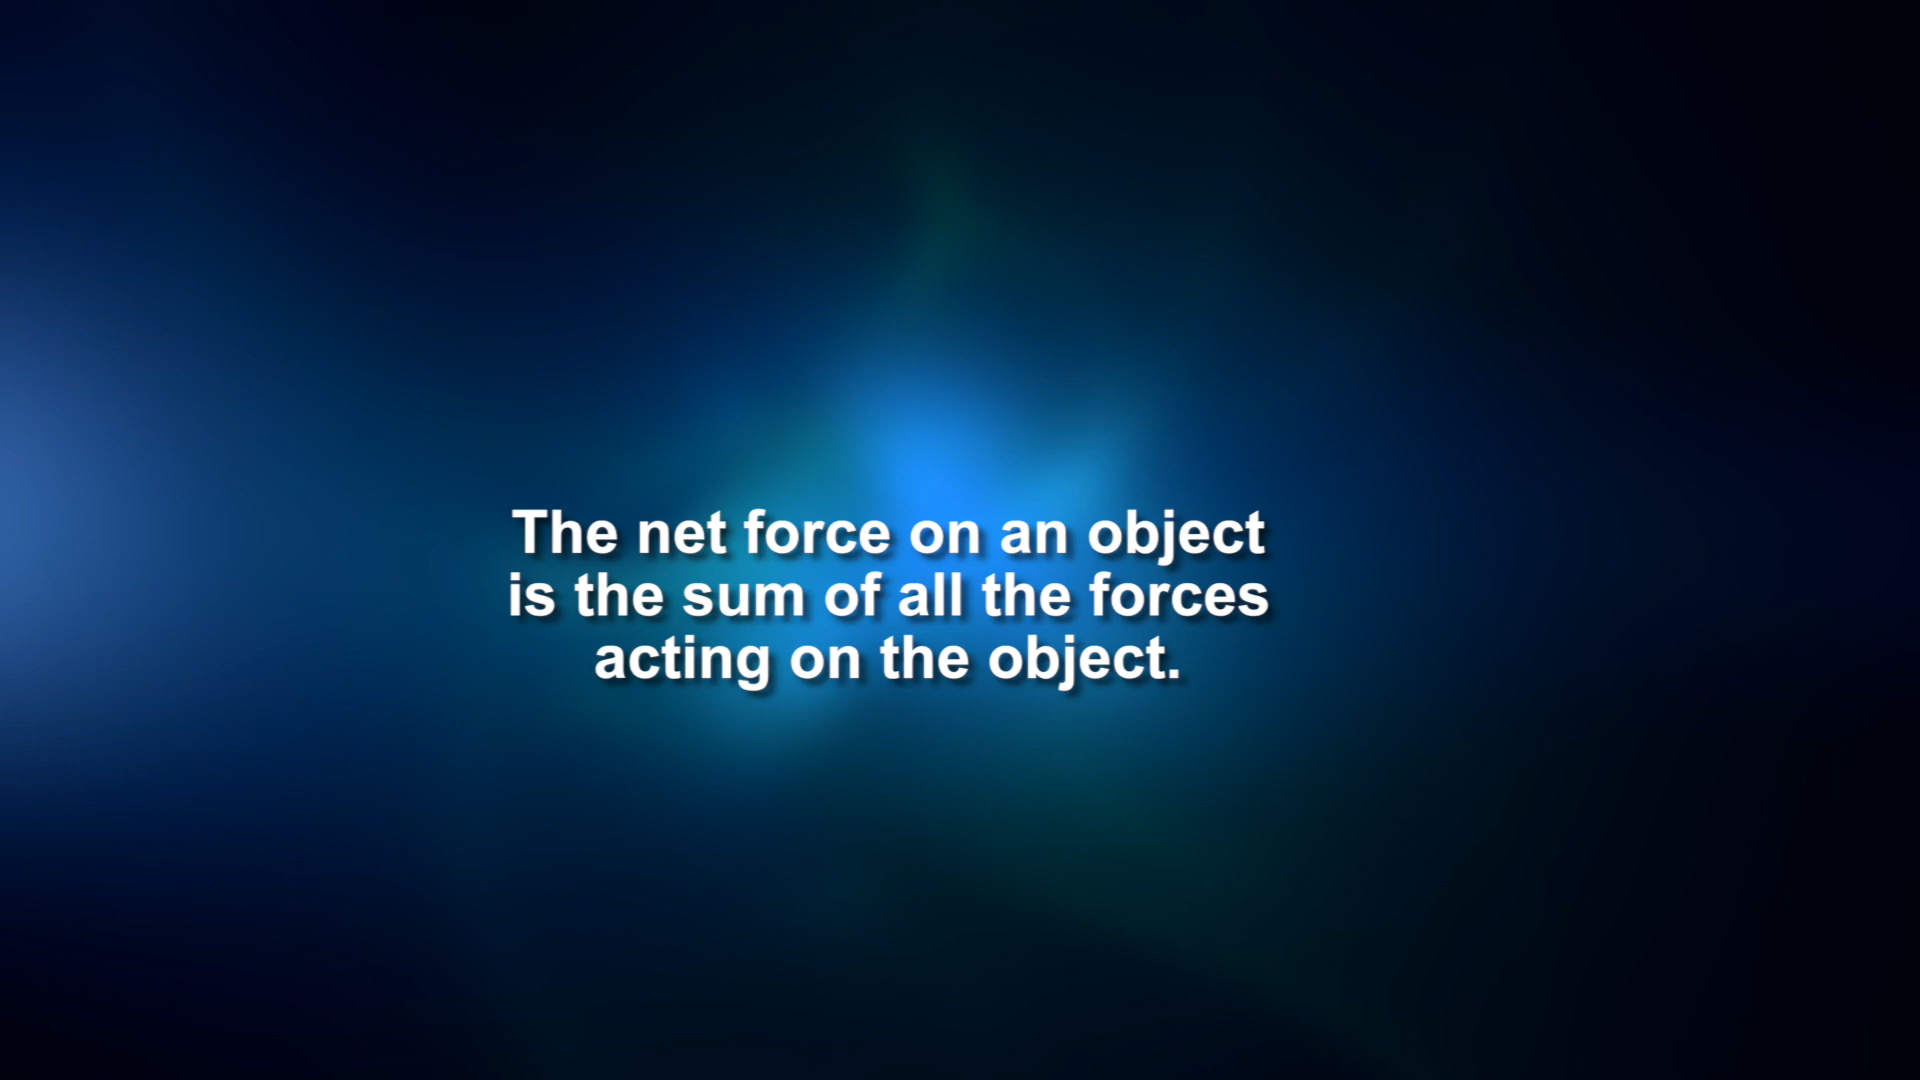 The net force on an object
is the sum of all the forces
acting on the object.